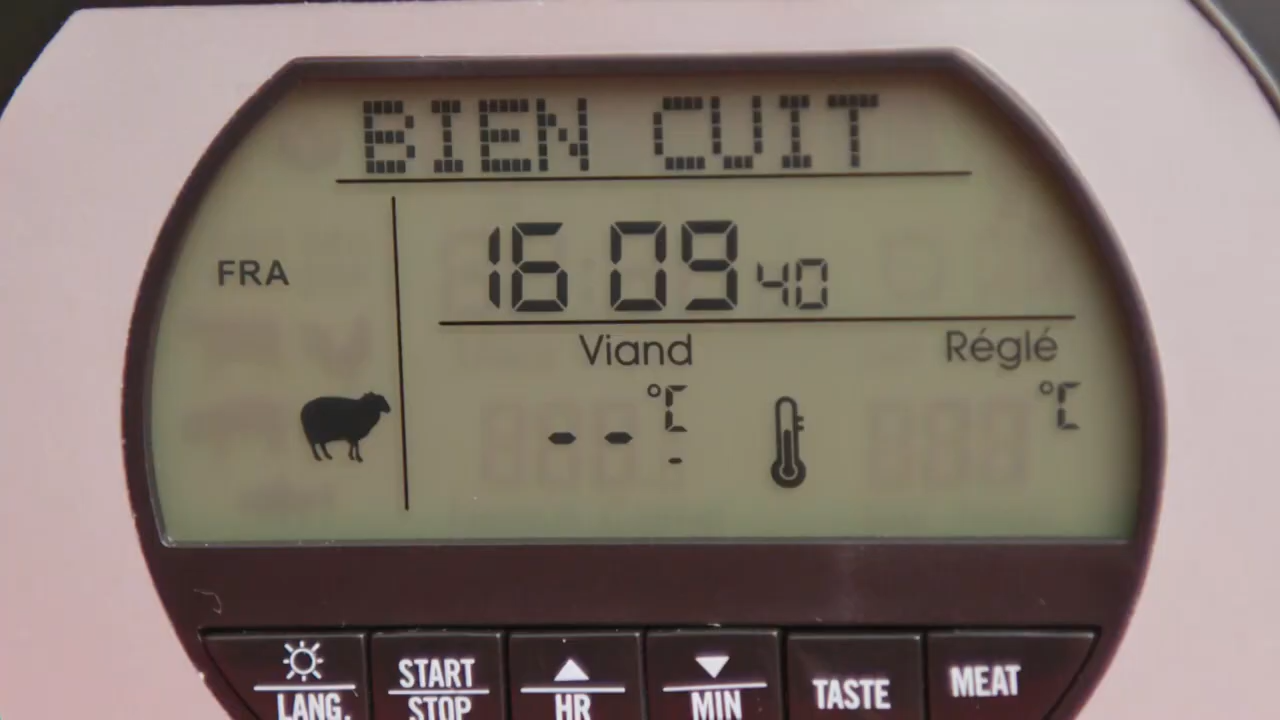 BIEN CUIT
FRA
16 09 40
Viand Réglé
°C °C
-- -
START
STOP
LANG.
HR
MIN
TASTE
MEAT